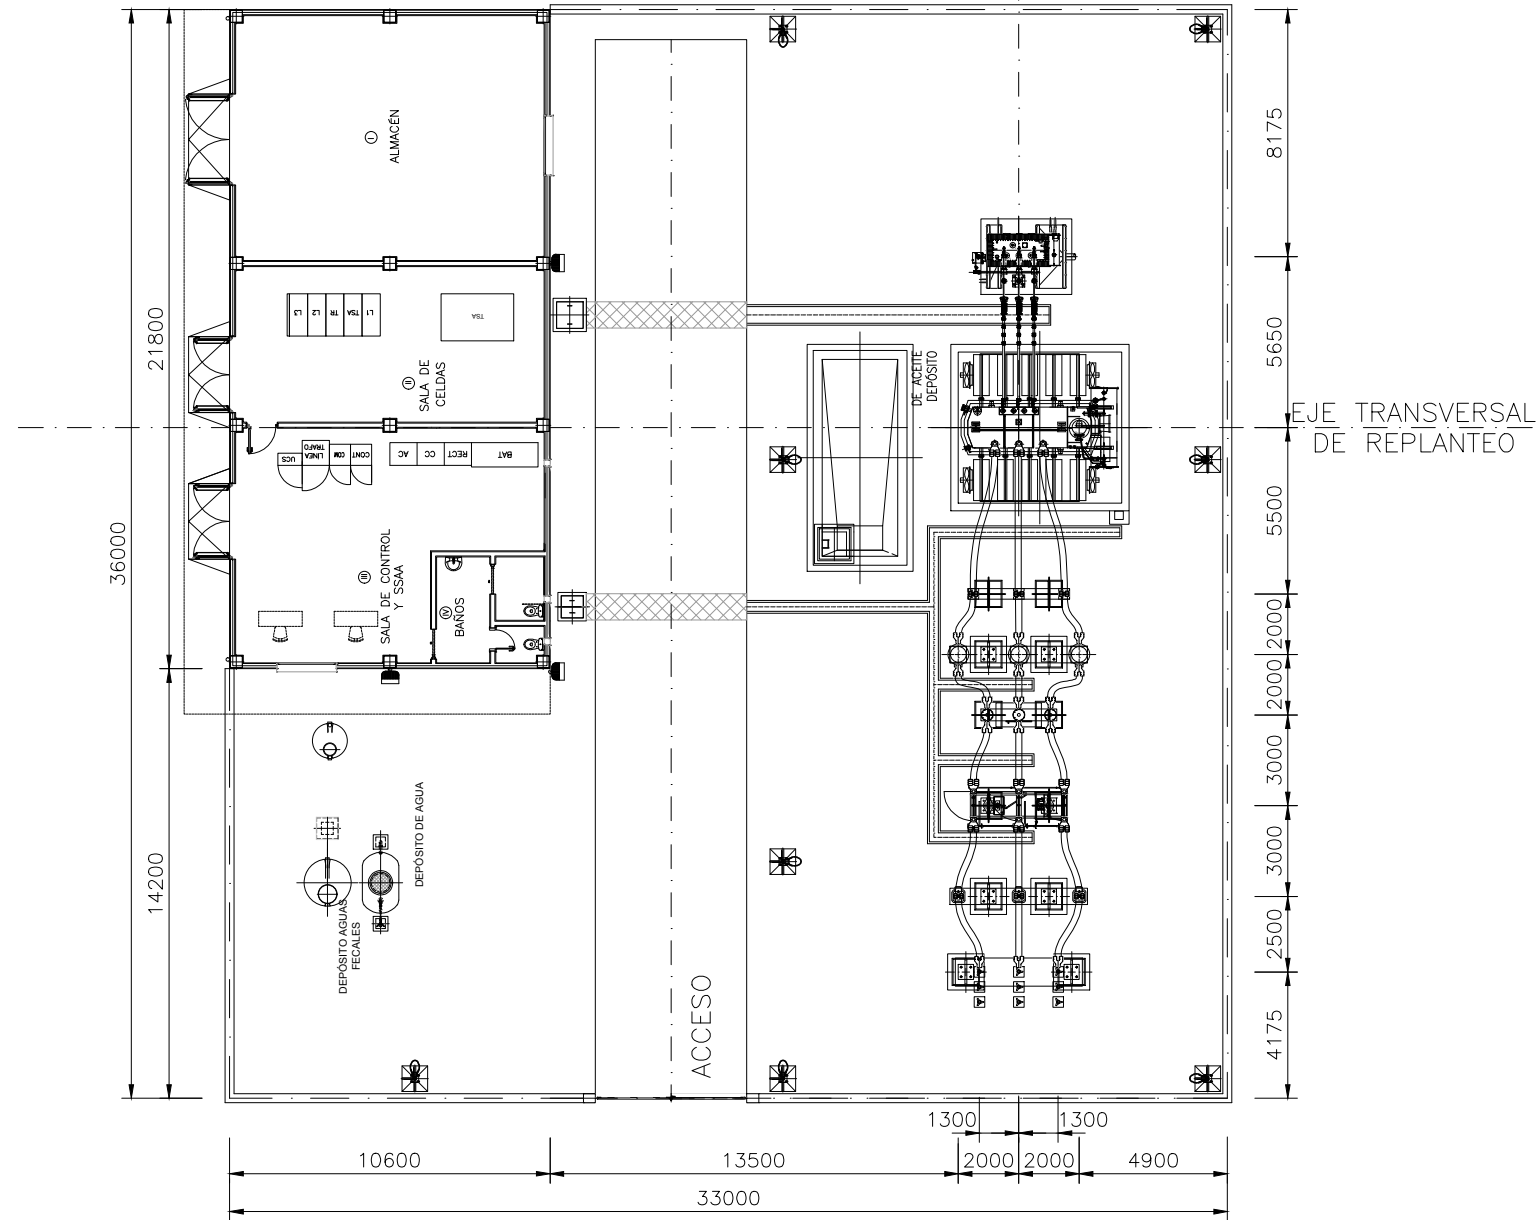 ALMACÉN
I
L3
L2
TR
TSA
L1
TSA
SALA DE
CELDAS
II
DE ACEITE
DEPÓSITO
UCS
LINEA
TRAFO
COM
CONT
AC
CC
RECT
BAT
III
SALA DE CONTROL
Y SSAA
IV
BAÑOS
DEPÓSITO DE AGUA
DEPÓSITO AGUAS
FECALES
ACCESO
EJE TRANSVERSAL
DE REPLANTEO
36000
21800
14200
8175
5650
5500
2000
2000
3000
3000
2500
4175
1300
1300
10600
13500
2000
2000
4900
33000